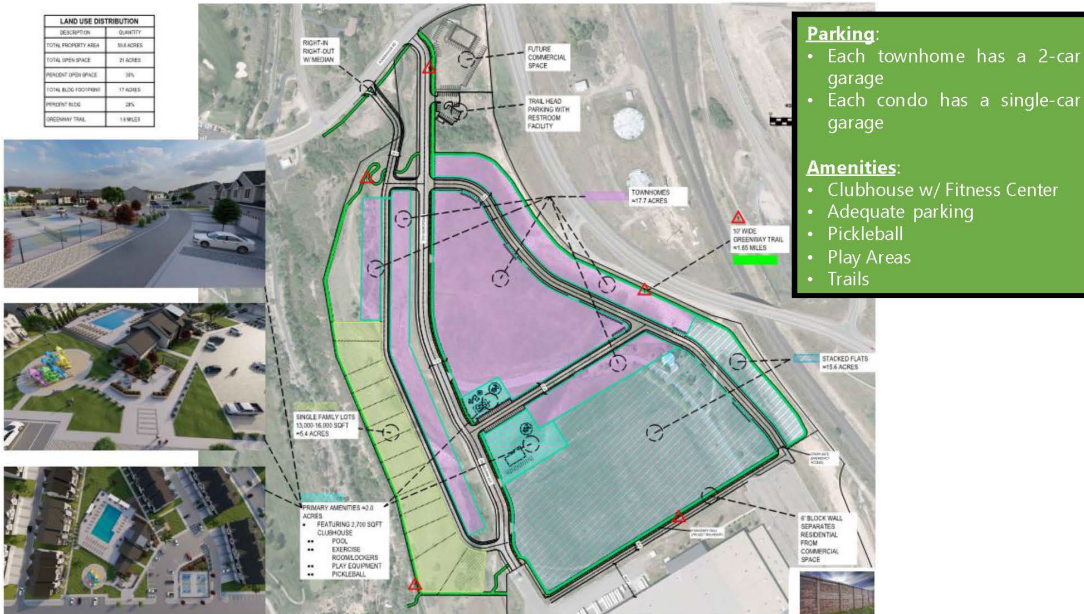 LAND USE DISTRIBUTION
DESCRIPTION QUANTITY
TOTAL PROPERTY AREA ACRES
TOTAL OPEN SPACE 21 ACRES
PERCENT OPEN SPACE
TOTAL BLDG FOOTPRINT 17 ACRES
PERCENT BLDG
GREENWAY TRAIL MILES
RIGHT-IN
RIGHT-OUT
W/ MEDIAN
FUTURE
COMMERCIAL
SPACE
TRAIL HEAD
PARKING WITH
RESTROOM
FACILITY
TOWNHOMES
≈17.7 ACRES
10' WIDE
GREENWAY TRAIL
≈1.65 MILES
STACKED FLATS
≈15.6 ACRES
SINGLE FAMILY LOTS
13,000-16,000 SQFT
≈5.4 ACRES
PRIMARY AMENITIES ≈2.0
ACRES
• FEATURING 2,700 SQFT
CLUBHOUSE
•• POOL
•• EXERCISE
ROOM/LOCKERS
•• PLAY EQUIPMENT
•• PICKLEBALL
6' BLOCK WALL
SEPARATES
RESIDENTIAL
FROM
COMMERCIAL
SPACE
Parking:
• Each townhome has a 2-car
garage
• Each condo has a single-car
garage
Amenities:
• Clubhouse w/ Fitness Center
• Adequate parking
• Pickleball
• Play Areas
• Trails